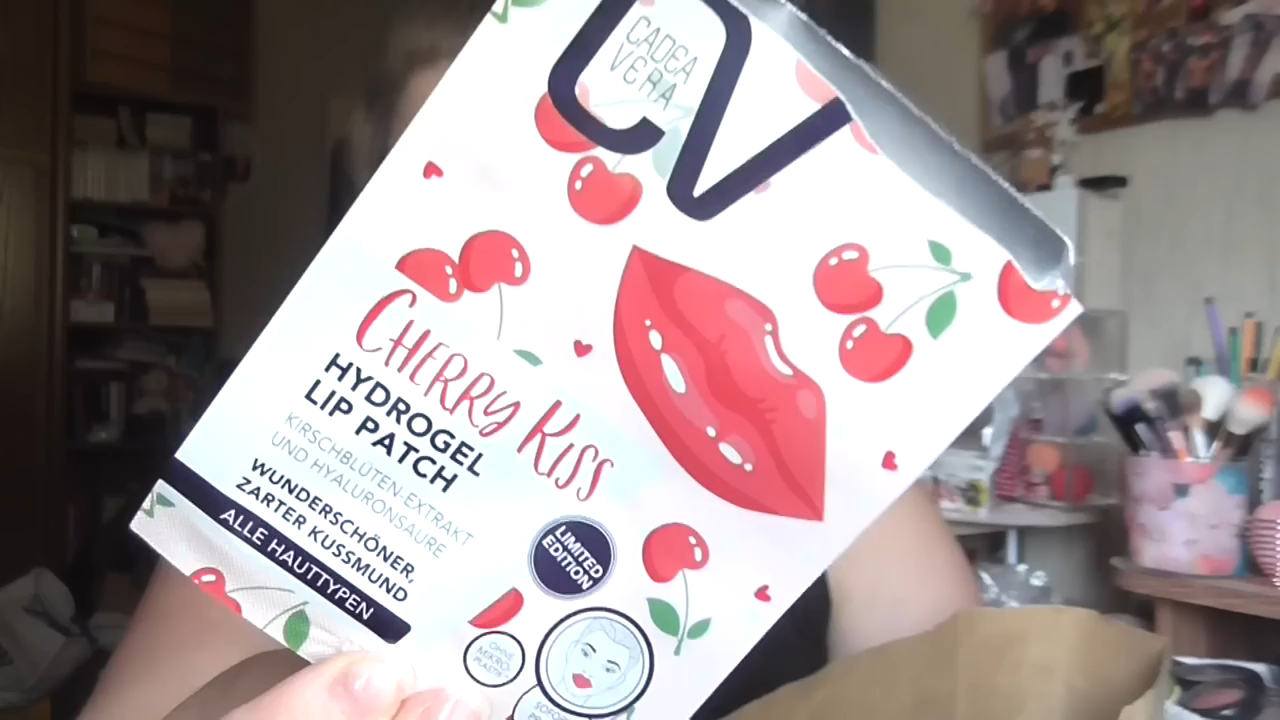 CV
CADEA
VERA
CHERRY KISS
HYDROGEL
LIP PATCH
KIRSCHBLÜTEN-EXTRAKT
UND HYALURONSÄURE
WUNDERSCHÖNER,
ZARTER KUSSMUND
ALLE HAUTTYPEN
LIMITED
EDITION
OHNE
MIKRO-
PLASTIK